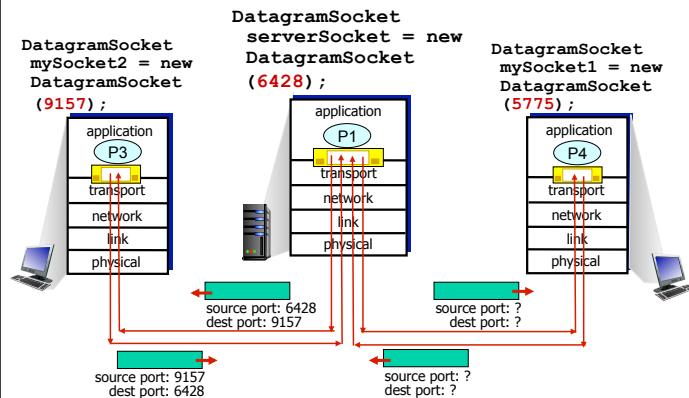 DatagramSocket
serverSocket = new
DatagramSocket
(6428);
DatagramSocket
mySocket2 = new
DatagramSocket
(9157);
DatagramSocket
mySocket1 = new
DatagramSocket
(5775);
application
P3
transport
network
link
physical
application
P1
transport
network
link
physical
application
P4
transport
network
link
physical
source port: 6428
dest port: 9157
source port: ?
dest port: ?
source port: 9157
dest port: 6428
source port: ?
dest port: ?